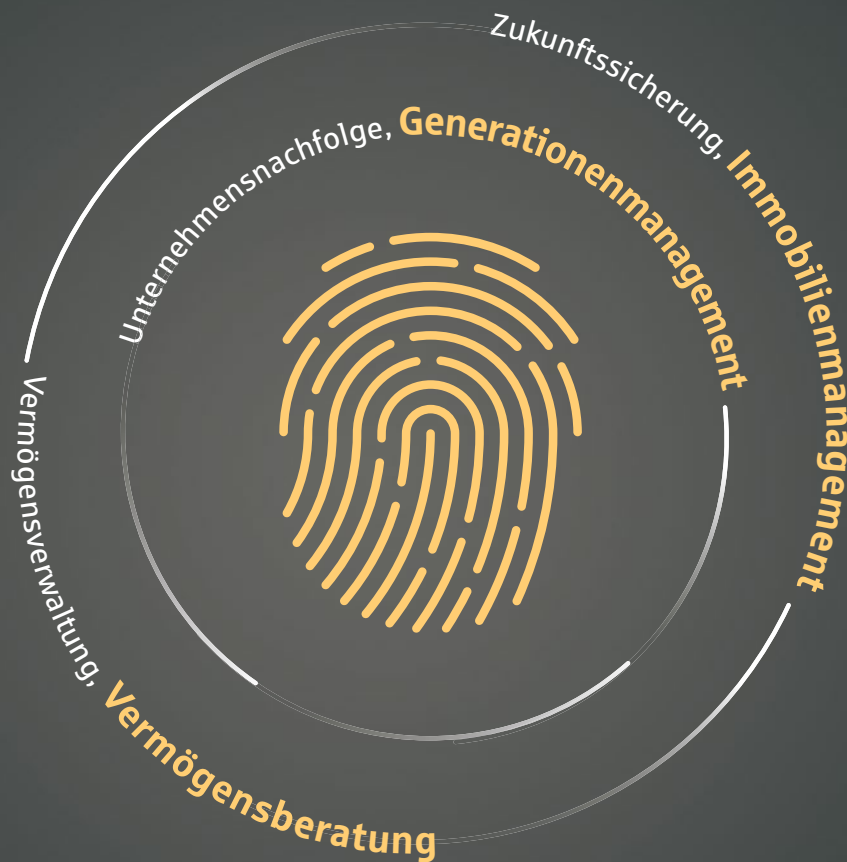 Zukunftssicherung, Immobilienmanagement
Unternehmensnachfolge, Generationenmanagement
Vermögensverwaltung, Vermögensberatung